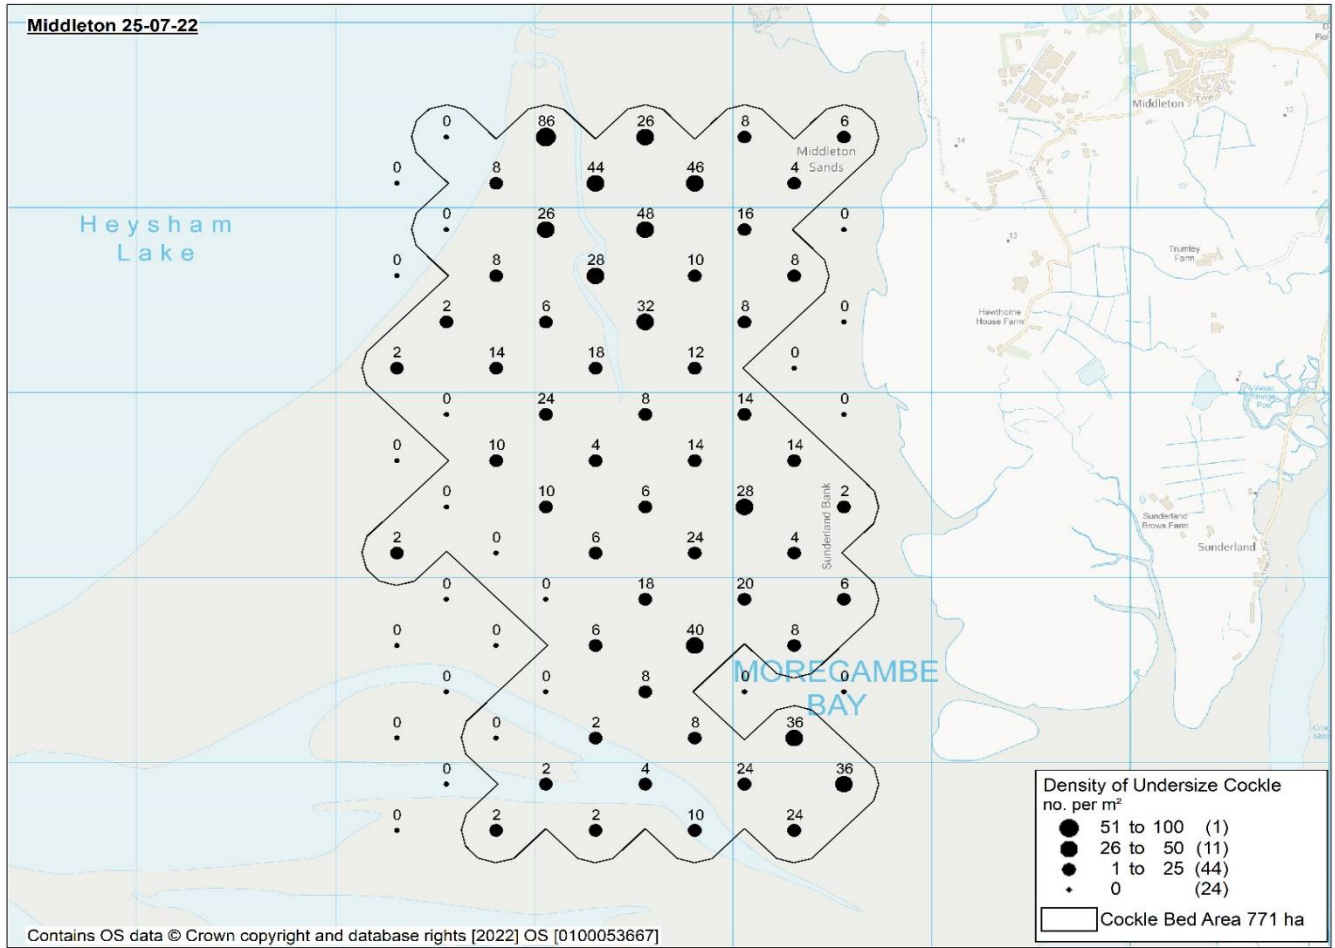 Middleton 25-07-22
Middleton
12
14
0 86 26 8 6
Middleton
Sands
0 8 44 46 4
Heysham
Lake
0 26 48 16 0
13
Trumley
Farm
0 8 28 10 8
2 6 32 8 0
Hawthorne
House Farm
2 14 18 12 0
7
0 24 8 14 0
0 10 4 14 14
0 10 6 28 2
Sunderland Bank
9
Sunderland
Brows Farm
Sunderland
2 0 6 24 4
0 0 18 20 6
0 0 6 40 8
MORECAMBE
BAY
0 0 8 0 0
0 0 2 8 36
0 2 4 24 36
0 2 2 10 24
Density of Undersize Cockle
no. per m²
51 to 100 (1)
26 to 50 (11)
1 to 25 (44)
0 (24)
Cockle Bed Area 771 ha
Contains OS data © Crown copyright and database rights [2022] OS [0100053667]